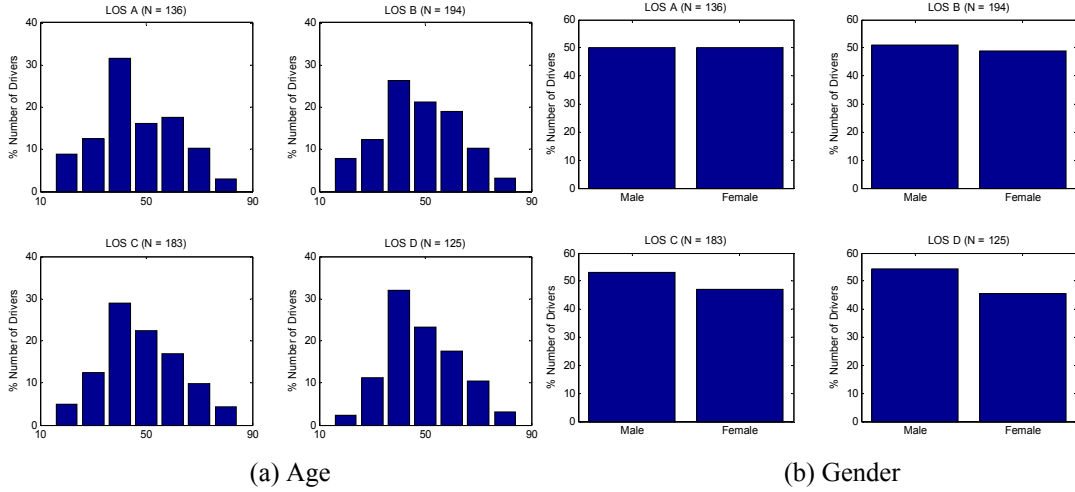 LOS A (N = 136)
% Number of Drivers
40
30
20
10
0
10 50 90
LOS B (N = 194)
% Number of Drivers
40
30
20
10
0
10 50 90
LOS C (N = 183)
% Number of Drivers
40
30
20
10
0
10 50 90
LOS D (N = 125)
% Number of Drivers
40
30
20
10
0
10 50 90
(a) Age
LOS A (N = 136)
% Number of Drivers
60
50
40
30
20
10
0
Male Female
LOS B (N = 194)
% Number of Drivers
60
50
40
30
20
10
0
Male Female
LOS C (N = 183)
% Number of Drivers
60
50
40
30
20
10
0
Male Female
LOS D (N = 125)
% Number of Drivers
60
50
40
30
20
10
0
Male Female
(b) Gender